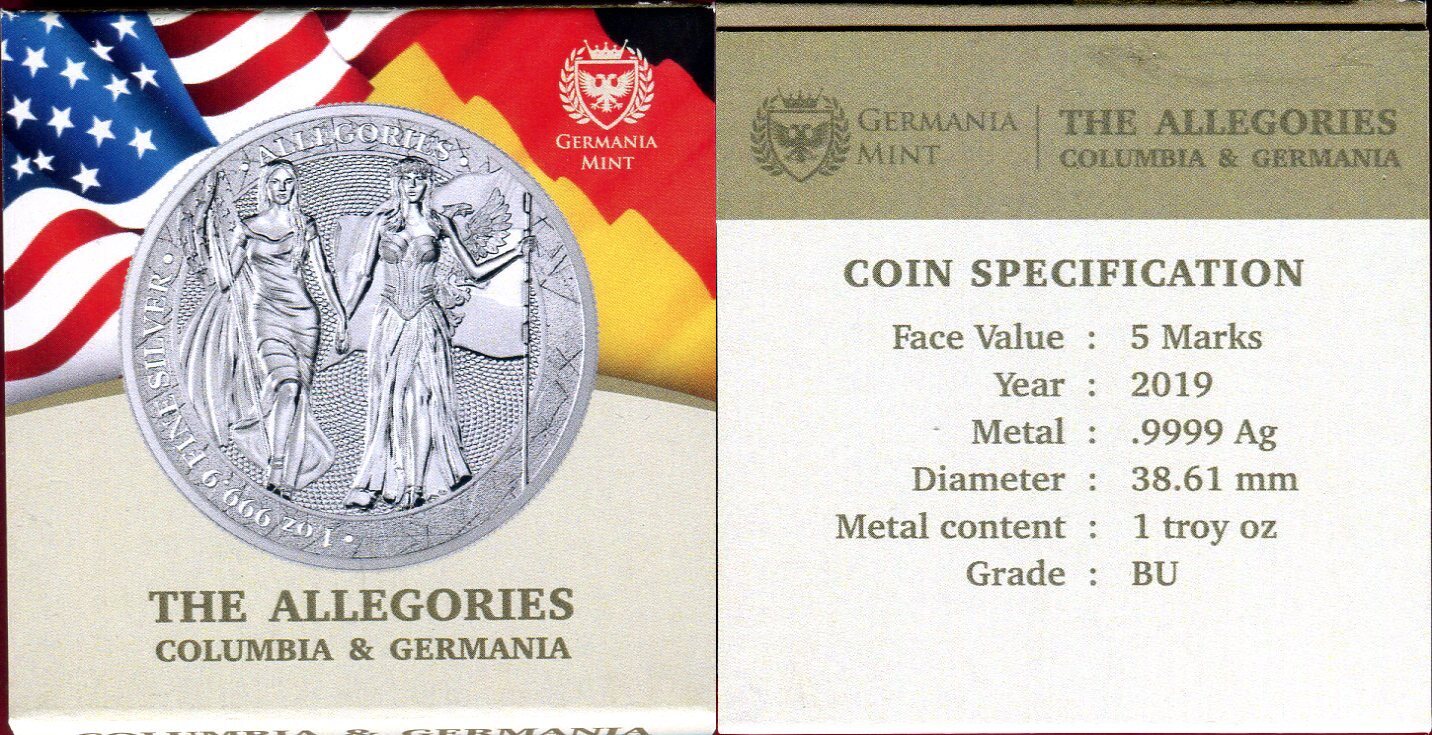 GERMANIA
MINT
• ALLEGORIES •
1 oz 999.9 FINE SILVER •
THE ALLEGORIES
COLUMBIA & GERMANIA
COLUMBIA & GERMANIA
GERMANIA
MINT
THE ALLEGORIES
COLUMBIA & GERMANIA
COIN SPECIFICATION
Face Value : 5 Marks
Year : 2019
Metal : .9999 Ag
Diameter : 38.61 mm
Metal content : 1 troy oz
Grade : BU